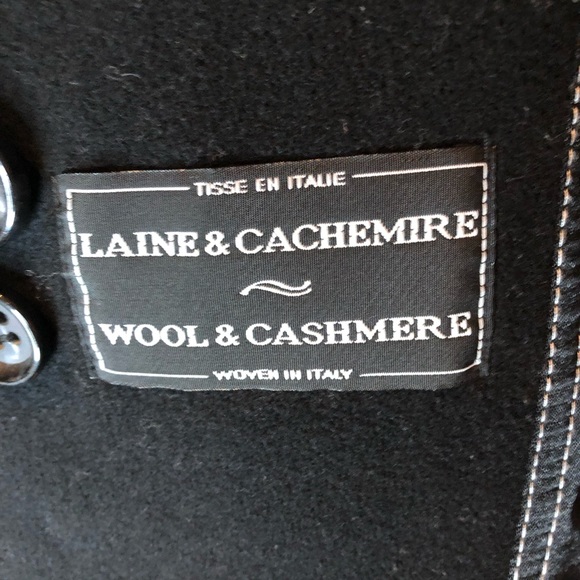 TISSE EN ITALIE
LAINE & CACHEMIRE
WOOL & CASHMERE
WOVEN IN ITALY